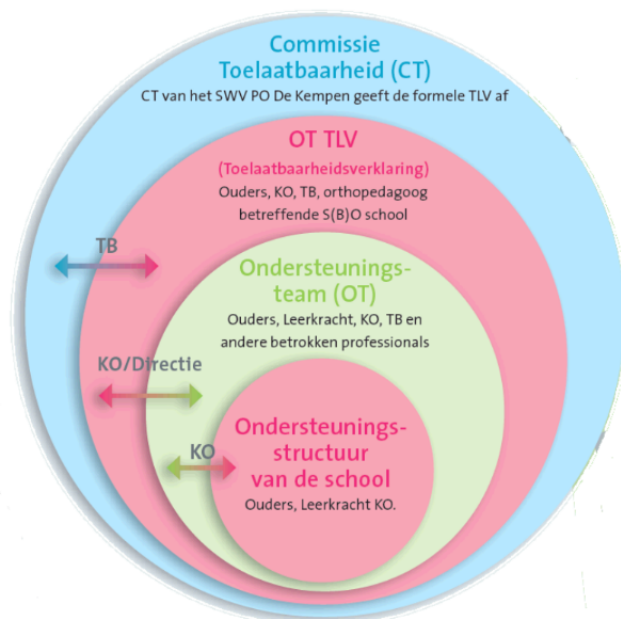 Commissie
Toelaatbaarheid (CT)
CT van het SWV PO De Kempen geeft de formele TLV af
OT TLV
(Toelaatbaarheidsverklaring)
Ouders, KO, TB, orthopedagoog
betreffende S(B)O school
TB
Ondersteunings-
team (OT)
Ouders, Leerkracht, KO, TB en
andere betrokken professionals
KO/Directie
Ondersteunings-
structuur
van de school
Ouders, Leerkracht KO.
KO